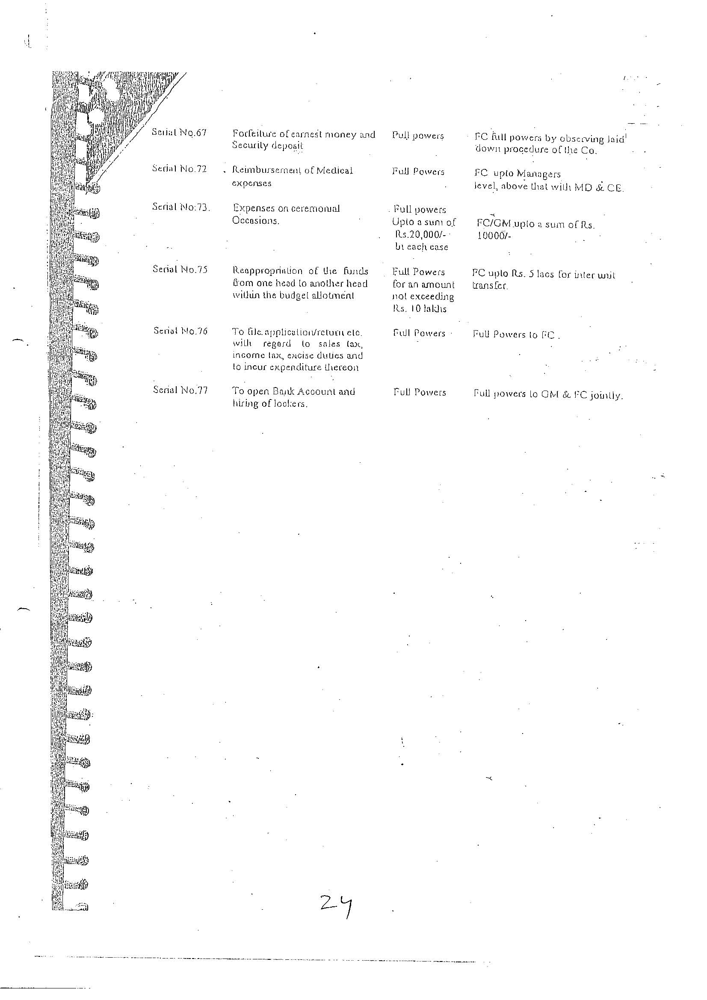 Serial No.67 Forfeiture of earnest money and Full powers FC full powers by observing laid
Security deposit down procedure of the Co.
Serial No.72 Reimbursement of Medical Full Powers FC upto Managers
expenses level, above that with MD & CE.
Serial No.73. Expenses on ceremonial Full powers
Occasions. Upto a sum of FC/GM upto a sum of Rs.
Rs.20,000/- 10000/-
In each case
Serial No.75 Reappropriation of the funds Full Powers FC upto Rs. 5 lacs for inter unit
from one head to another head for an amount transfer.
within the budget allotment not exceeding
Rs. 10 lakhs
Serial No.76 To file application/return etc. Full Powers Full Powers to FC.
with regard to sales tax,
income tax, excise duties and
to incur expenditure thereon
Serial No.77 To open Bank Account and Full Powers Full powers to GM & FC jointly.
hiring of lockers.
24